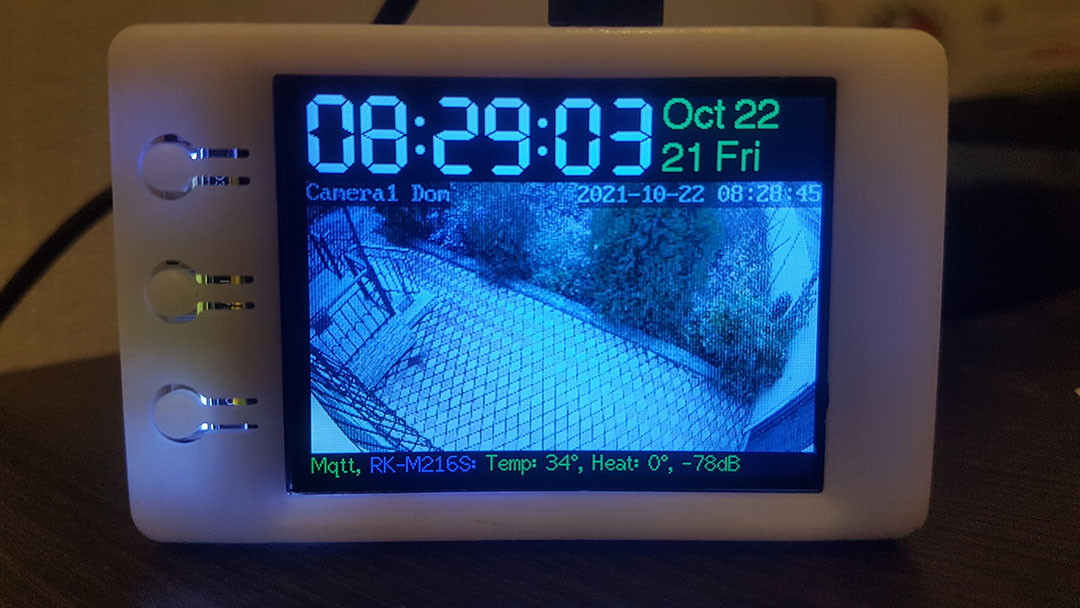 08:29:03
Oct 22
21 Fri
Camera1 Dom 2021-10-22 08:28:45
Mqtt, RK-M216S: Temp: 34°, Heat: 0°, -78dB